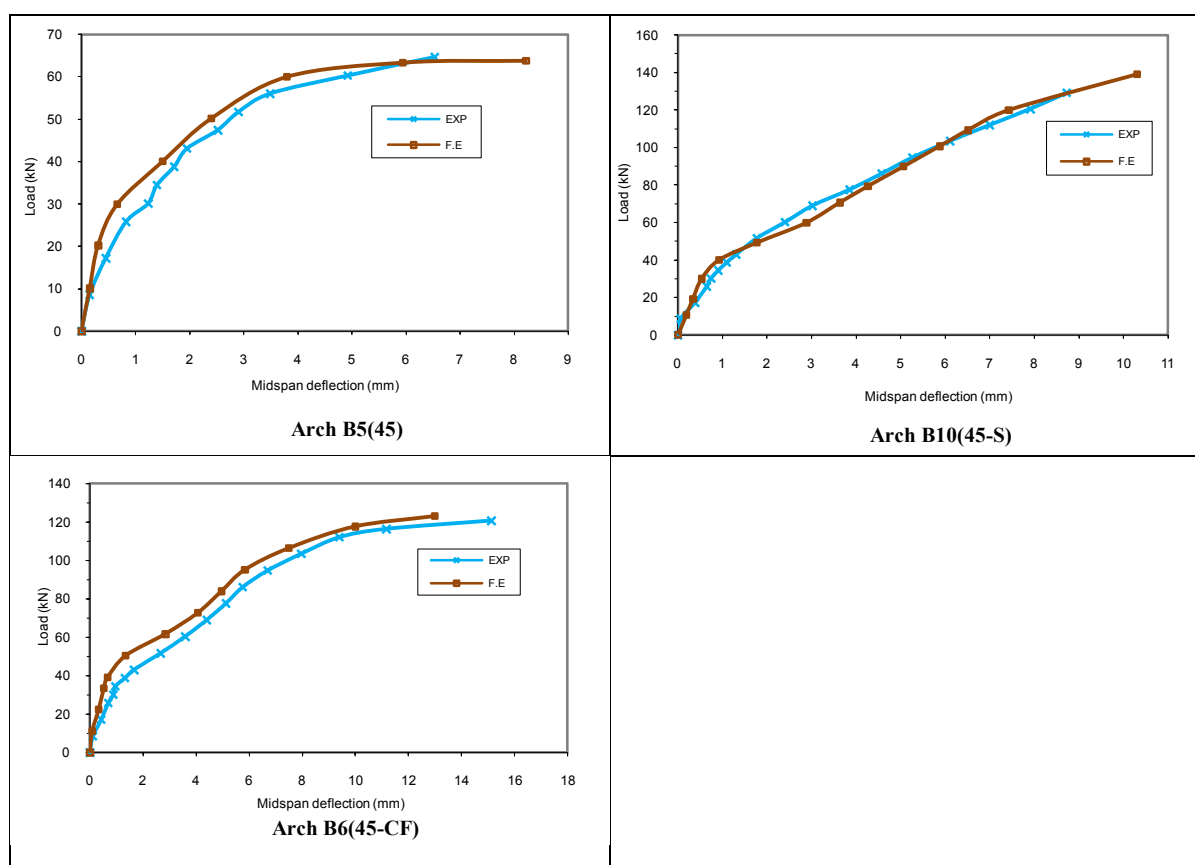 70
60
50
40
30
20
10
0
Load (kN)
EXP
F.E
0 1 2 3 4 5 6 7 8 9
Midspan deflection (mm)
Arch B5(45)
160
140
120
100
80
60
40
20
0
Load (kN)
EXP
F.E
0 1 2 3 4 5 6 7 8 9 10 11
Midspan deflection (mm)
Arch B10(45-S)
140
120
100
80
60
40
20
0
Load (kN)
EXP
F.E
0 2 4 6 8 10 12 14 16 18
Midspan deflection (mm)
Arch B6(45-CF)